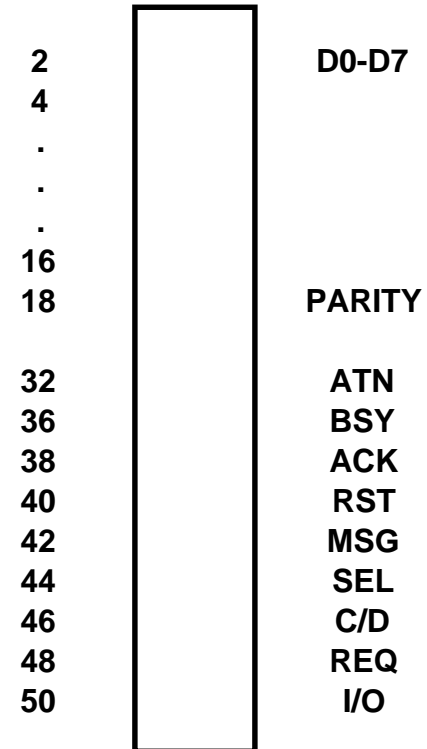 2 D0-D7
4
.
.
.
16
18 PARITY
32 ATN
36 BSY
38 ACK
40 RST
42 MSG
44 SEL
46 C/D
48 REQ
50 I/O